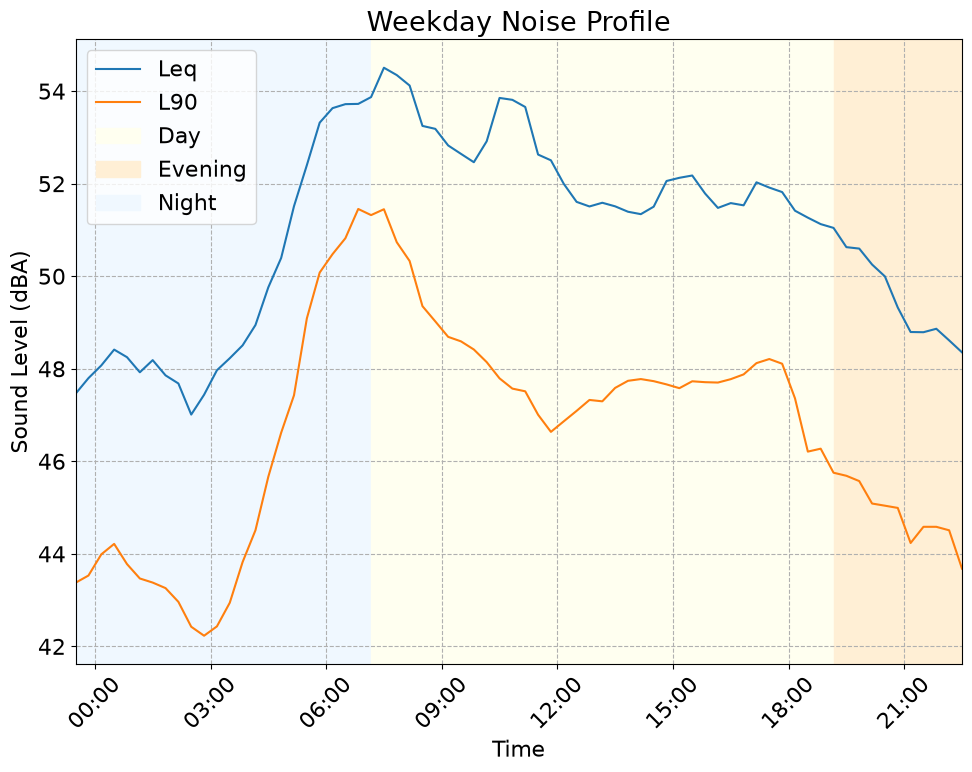 Weekday Noise Profile
Leq
L90
Day
Evening
Night
54
52
50
48
46
44
42
Sound Level (dBA)
00:00
03:00
06:00
09:00
12:00
15:00
18:00
21:00
Time